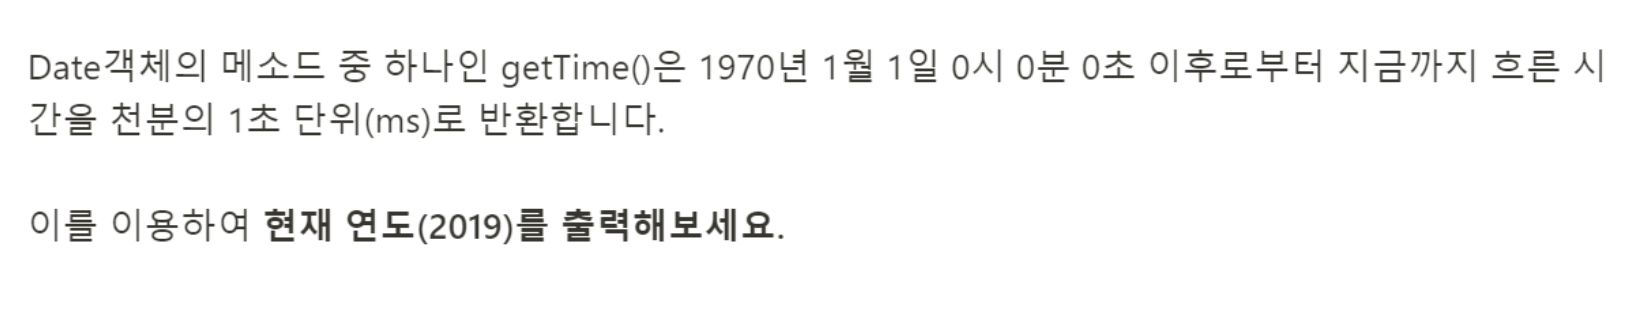 Date객체의 메소드 중 하나인 getTime()은 1970년 1월 1일 0시 0분 0초 이후로부터 지금까지 흐른 시
간을 천분의 1초 단위(ms)로 반환합니다.
이를 이용하여 현재 연도(2019)를 출력해보세요.